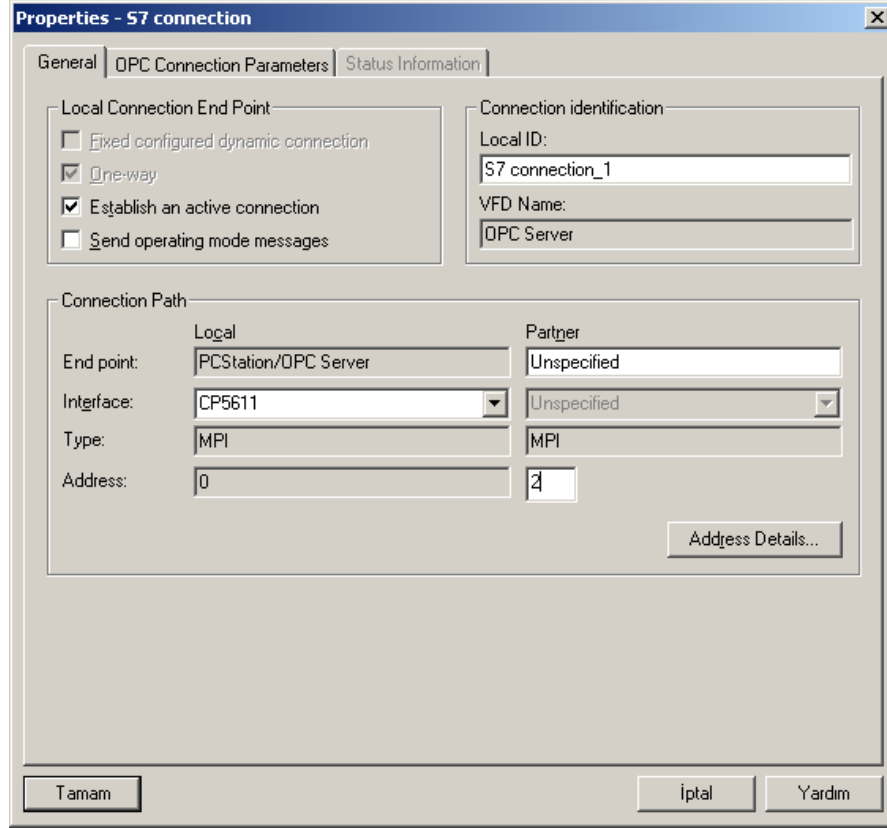 Properties - S7 connection
General OPC Connection Parameters Status Information
Local Connection End Point
Fixed configured dynamic connection
One-way
Establish an active connection
Send operating mode messages
Connection identification
Local ID:
S7 connection_1
VFD Name:
OPC Server
Connection Path
Local Partner
End point: PCStation/OPC Server Unspecified
Interface: CP5611 Unspecified
Type: MPI MPI
Address: 0 2
Address Details...
Tamam İptal Yardım